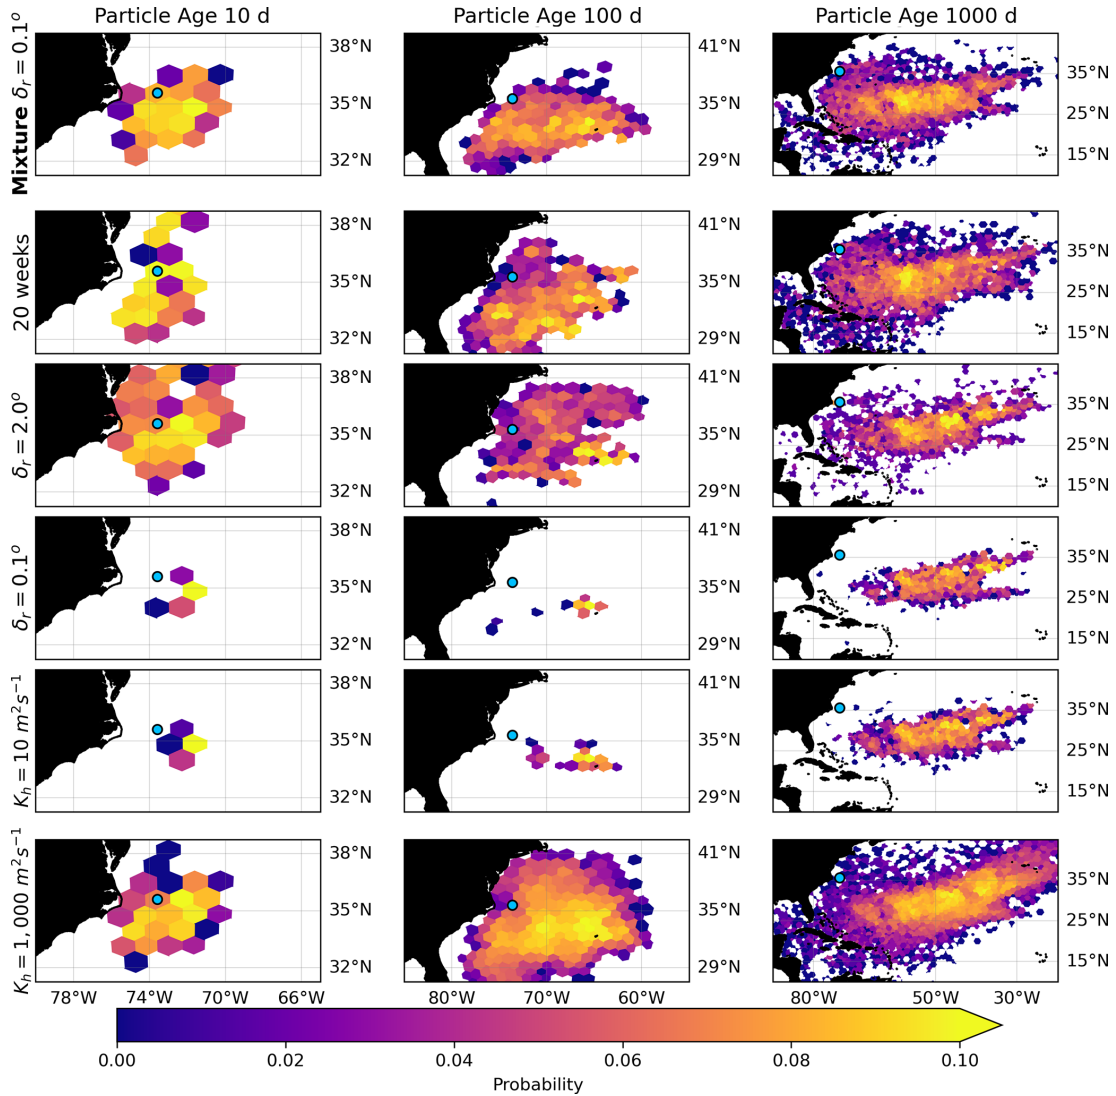 Particle Age 10 d Particle Age 100 d Particle Age 1000 d
Mixture δᵣ = 0.1ᵒ
38°N 41°N
35°N 35°N 35°N
25°N
32°N 29°N 15°N
20 weeks
38°N 41°N
35°N 35°N 35°N
25°N
32°N 29°N 15°N
δᵣ = 2.0ᵒ
38°N 41°N
35°N 35°N 35°N
25°N
32°N 29°N 15°N
δᵣ = 0.1ᵒ
38°N 41°N
35°N 35°N 35°N
25°N
32°N 29°N 15°N
Kₕ = 10 m²s⁻¹
38°N 41°N
35°N 35°N 35°N
25°N
32°N 29°N 15°N
Kₕ = 1, 000 m²s⁻¹
38°N 41°N
35°N 35°N 35°N
25°N
32°N 29°N 15°N
78°W 74°W 70°W 66°W 80°W 70°W 60°W 80°W 50°W 30°W
0.00 0.02 0.04 0.06 0.08 0.10
Probability